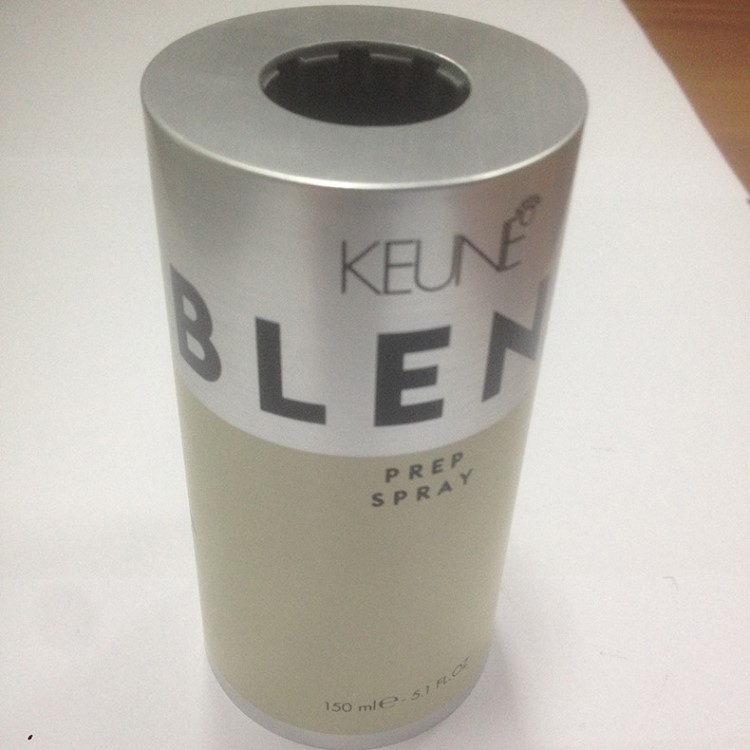 KEUNE
BLEN
PREP
SPRAY
150 ml ℮ - 5.1 FL.OZ